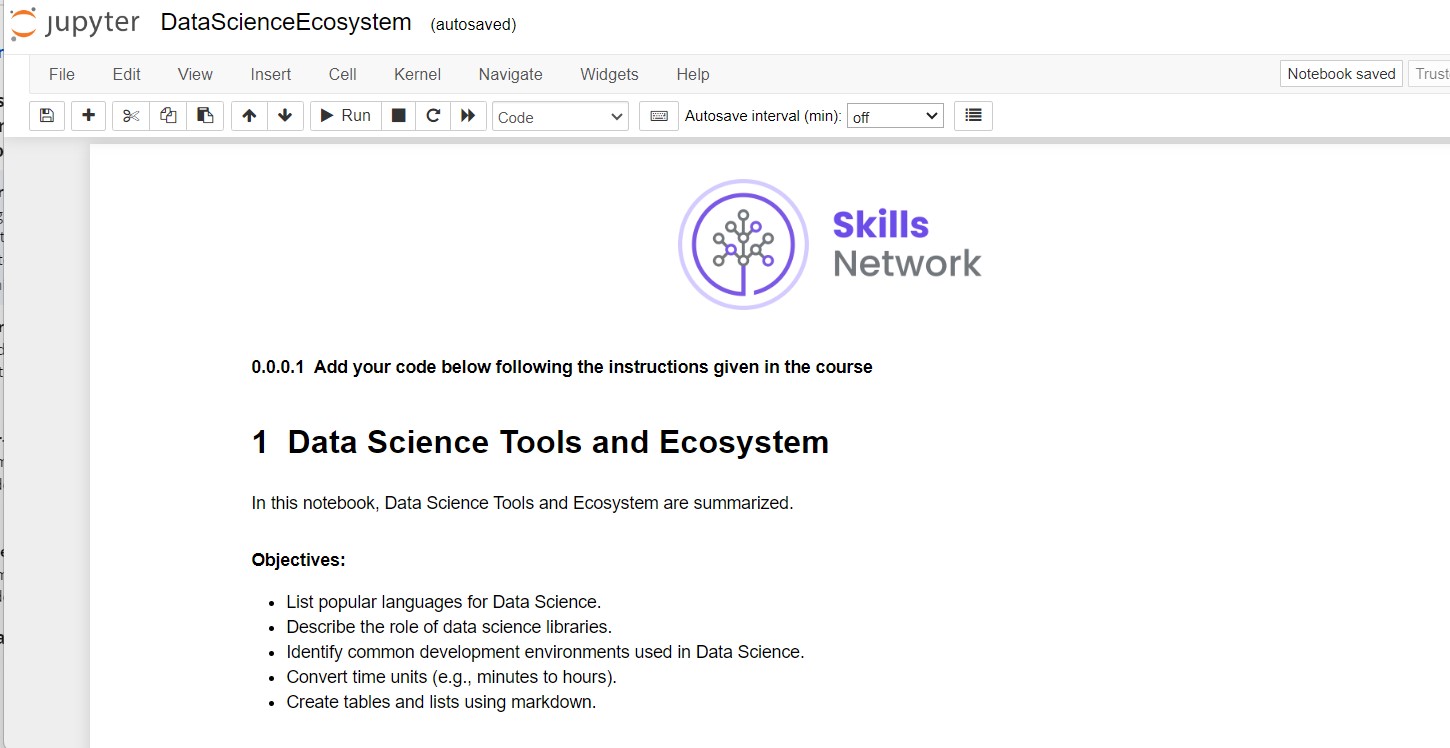 jupyter DataScienceEcosystem (autosaved)
File Edit View Insert Cell Kernel Navigate Widgets Help Notebook saved
Run Code Autosave interval (min): off
Skills
Network
0.0.0.1 Add your code below following the instructions given in the course
1 Data Science Tools and Ecosystem
In this notebook, Data Science Tools and Ecosystem are summarized.
Objectives:
• List popular languages for Data Science.
• Describe the role of data science libraries.
• Identify common development environments used in Data Science.
• Convert time units (e.g., minutes to hours).
• Create tables and lists using markdown.